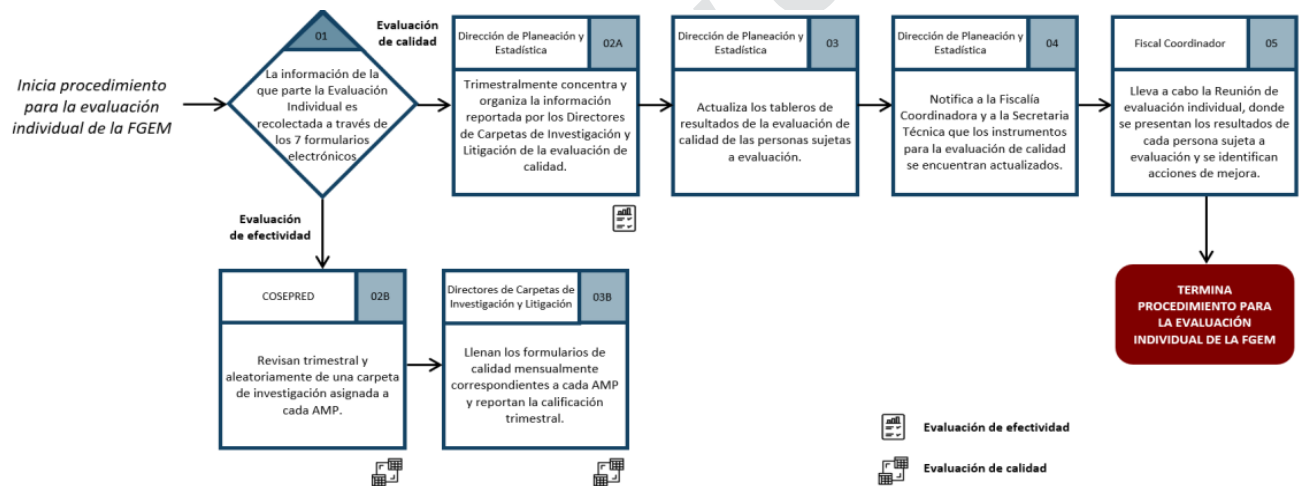 Inicia procedimiento
para la evaluación
individual de la FGEM
01
La información de la
que parte la Evaluación
Individual es
recolectada a través de
los 7 formularios
electrónicos.
Evaluación
de calidad
Dirección de Planeación y
Estadística
02A
Trimestralmente concentra y
organiza la información
reportada por los Directores
de Carpetas de Investigación y
Litigación de la evaluación de
calidad.
Dirección de Planeación y
Estadística
03
Actualiza los tableros de
resultados de la evaluación de
calidad de las personas sujetas
a evaluación.
Dirección de Planeación y
Estadística
04
Notifica a la Fiscalía
Coordinadora y a la Secretaria
Técnica que los instrumentos
para la evaluación de calidad
se encuentran actualizados.
Fiscal Coordinador
05
Lleva a cabo la Reunión de
evaluación individual, donde
se presentan los resultados de
cada persona sujeta a
evaluación y se identifican
acciones de mejora.
TERMINA
PROCEDIMIENTO PARA
LA EVALUACIÓN
INDIVIDUAL DE LA FGEM
Evaluación
de efectividad
COSEPRED
02B
Revisan trimestral y
aleatoriamente de una carpeta
de investigación asignada a
cada AMP.
Directores de Carpetas de
Investigación y Litigación
03B
Llenan los formularios de
calidad mensualmente
correspondientes a cada AMP
y reportan la calificación
trimestral.
Evaluación de efectividad
Evaluación de calidad